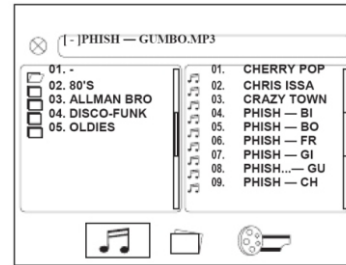 [ - ]PHISH — GUMBO.MP3
01. -
02. 80'S
03. ALLMAN BRO
04. DISCO-FUNK
05. OLDIES
01. CHERRY POP
02. CHRIS ISSA
03. CRAZY TOWN
04. PHISH — BI
05. PHISH — BO
06. PHISH — FR
07. PHISH — GI
08. PHISH...— GU
09. PHISH — CH